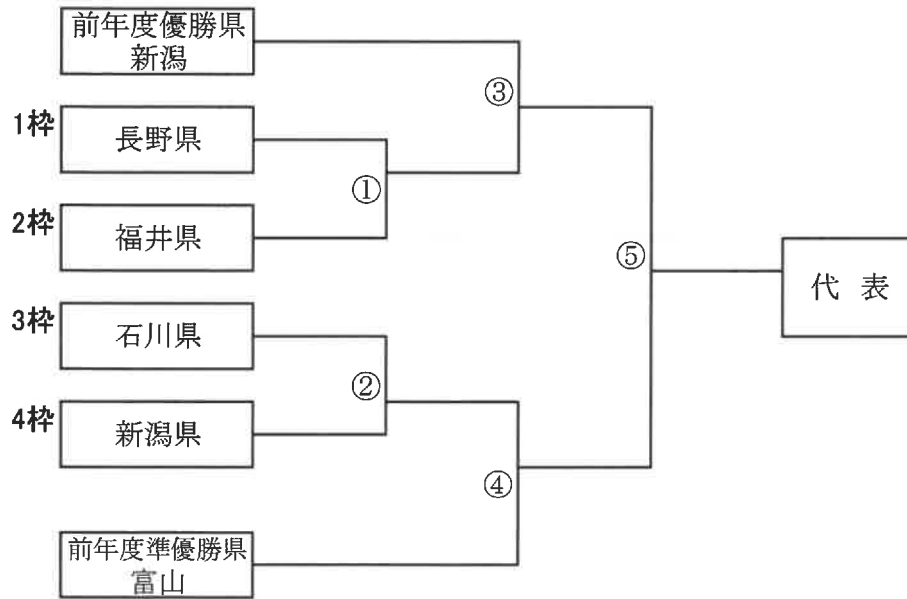 前年度優勝県
新潟
③
1枠
長野県
①
2枠
福井県
⑤
代 表
3枠
石川県
②
4枠
新潟県
④
前年度準優勝県
富山